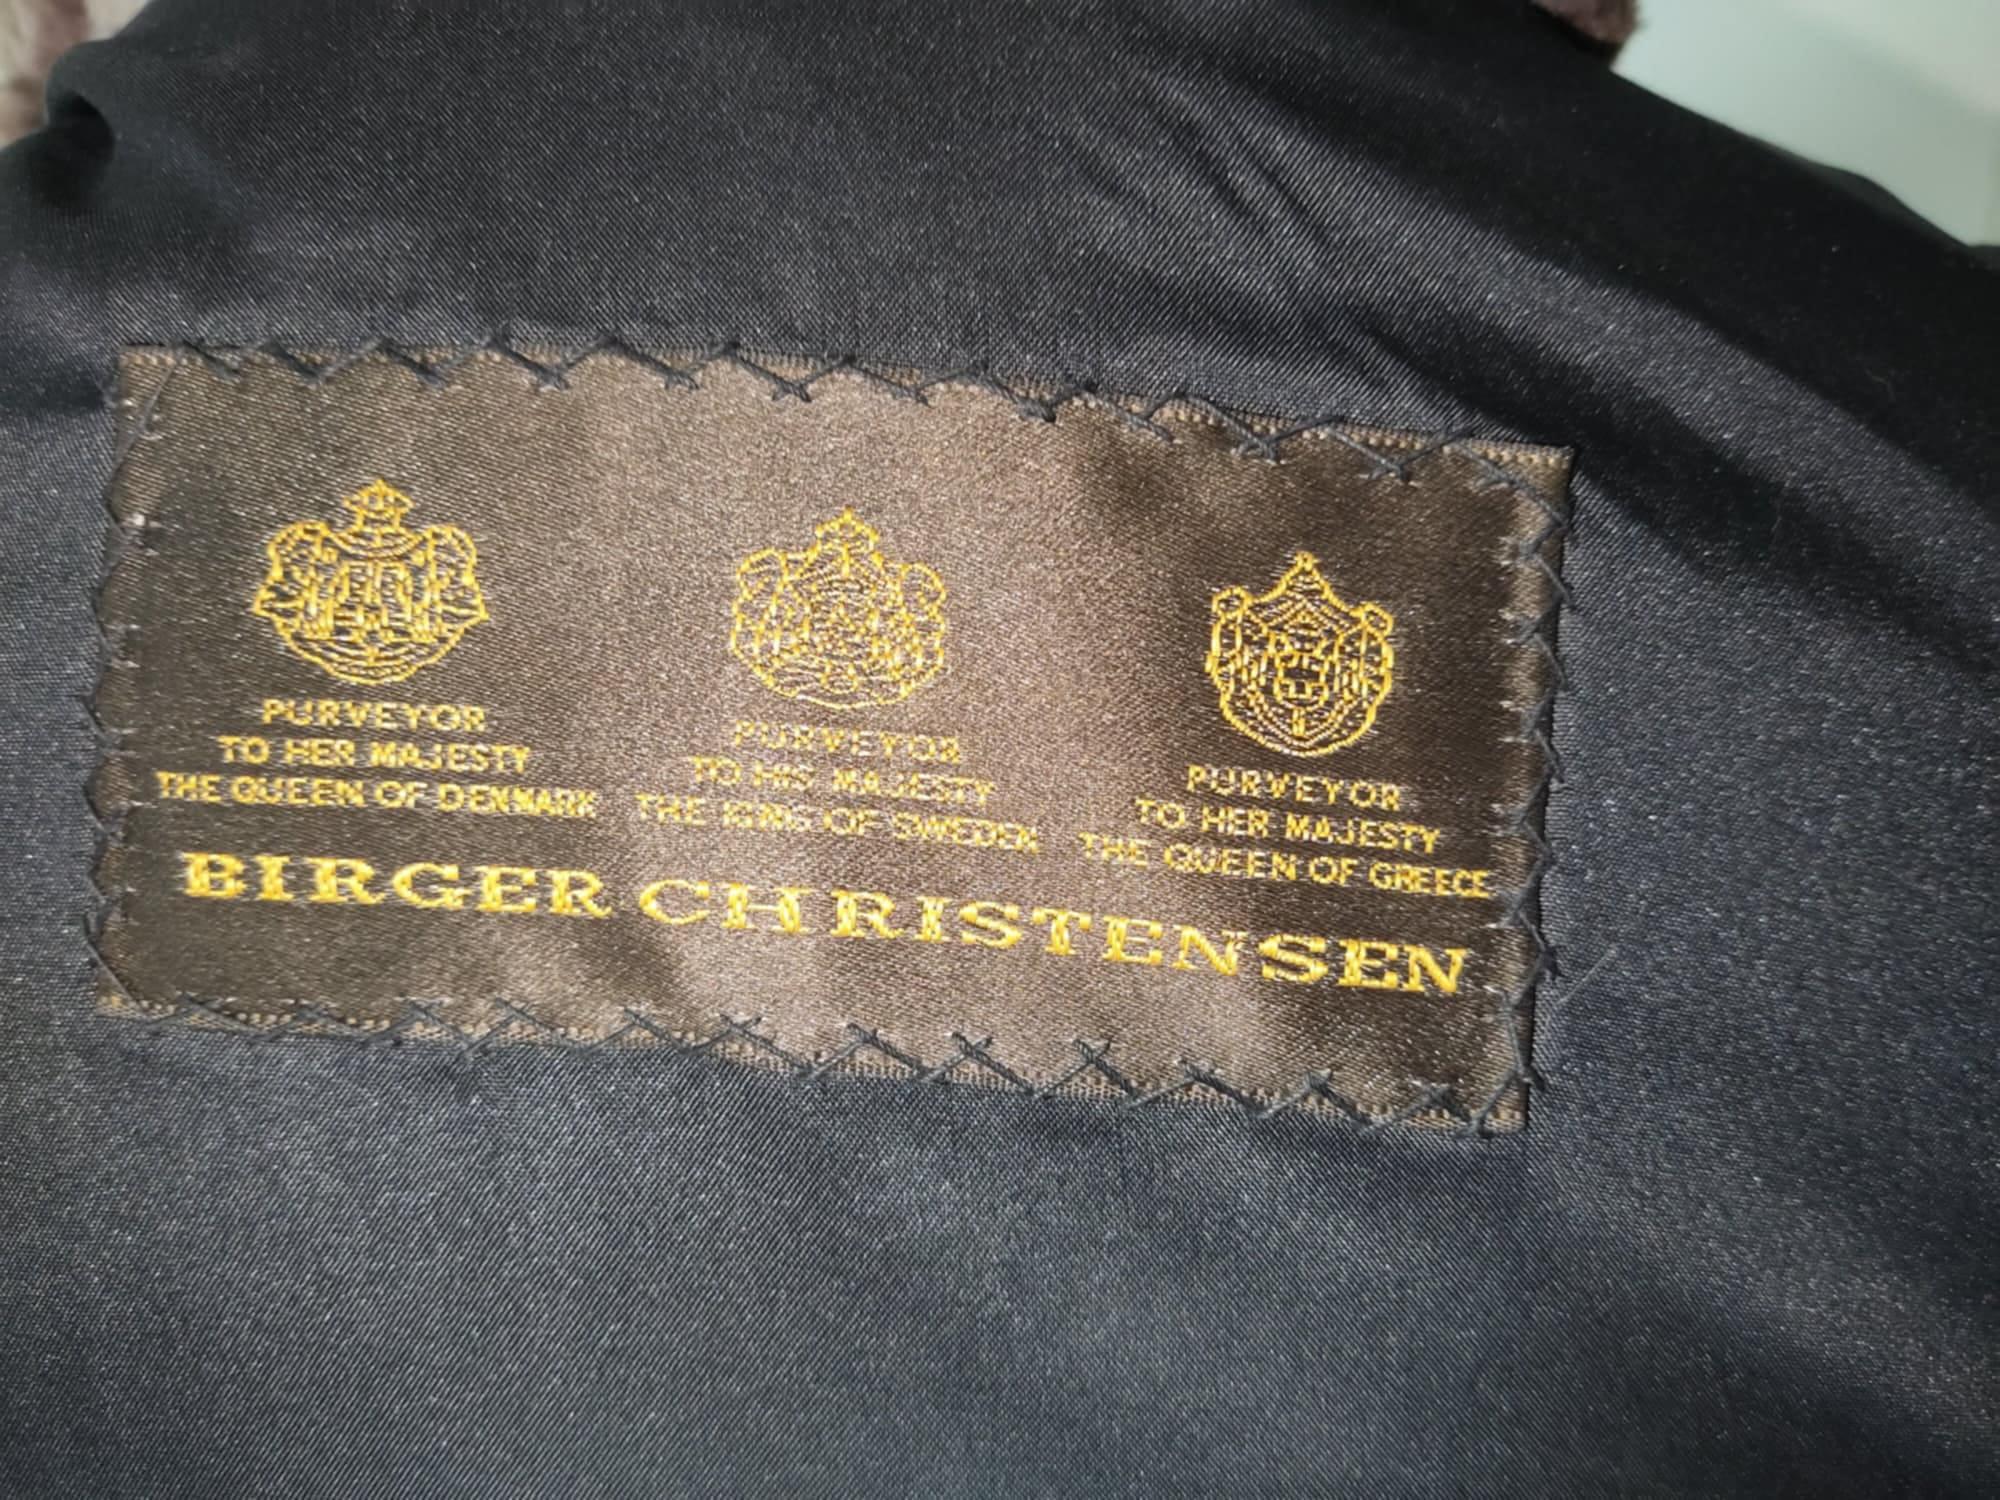 PURVEYOR
TO HER MAJESTY
THE QUEEN OF DENMARK
PURVEYOR
TO HIS MAJESTY
THE KING OF SWEDEN
PURVEYOR
TO HER MAJESTY
THE QUEEN OF GREECE
BIRGER CHRISTENSEN